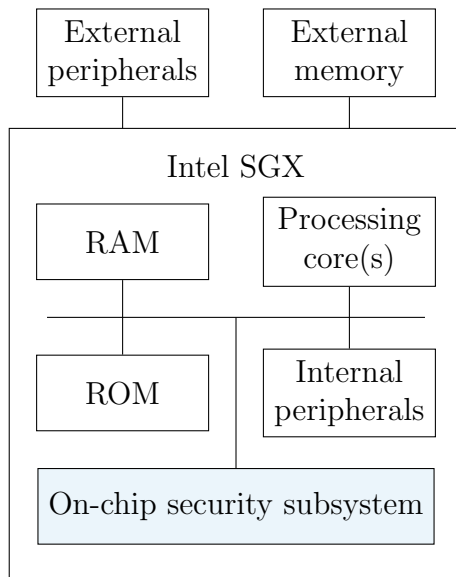 External
peripherals
External
memory
Intel SGX
RAM
Processing
core(s)
ROM
Internal
peripherals
On-chip security subsystem